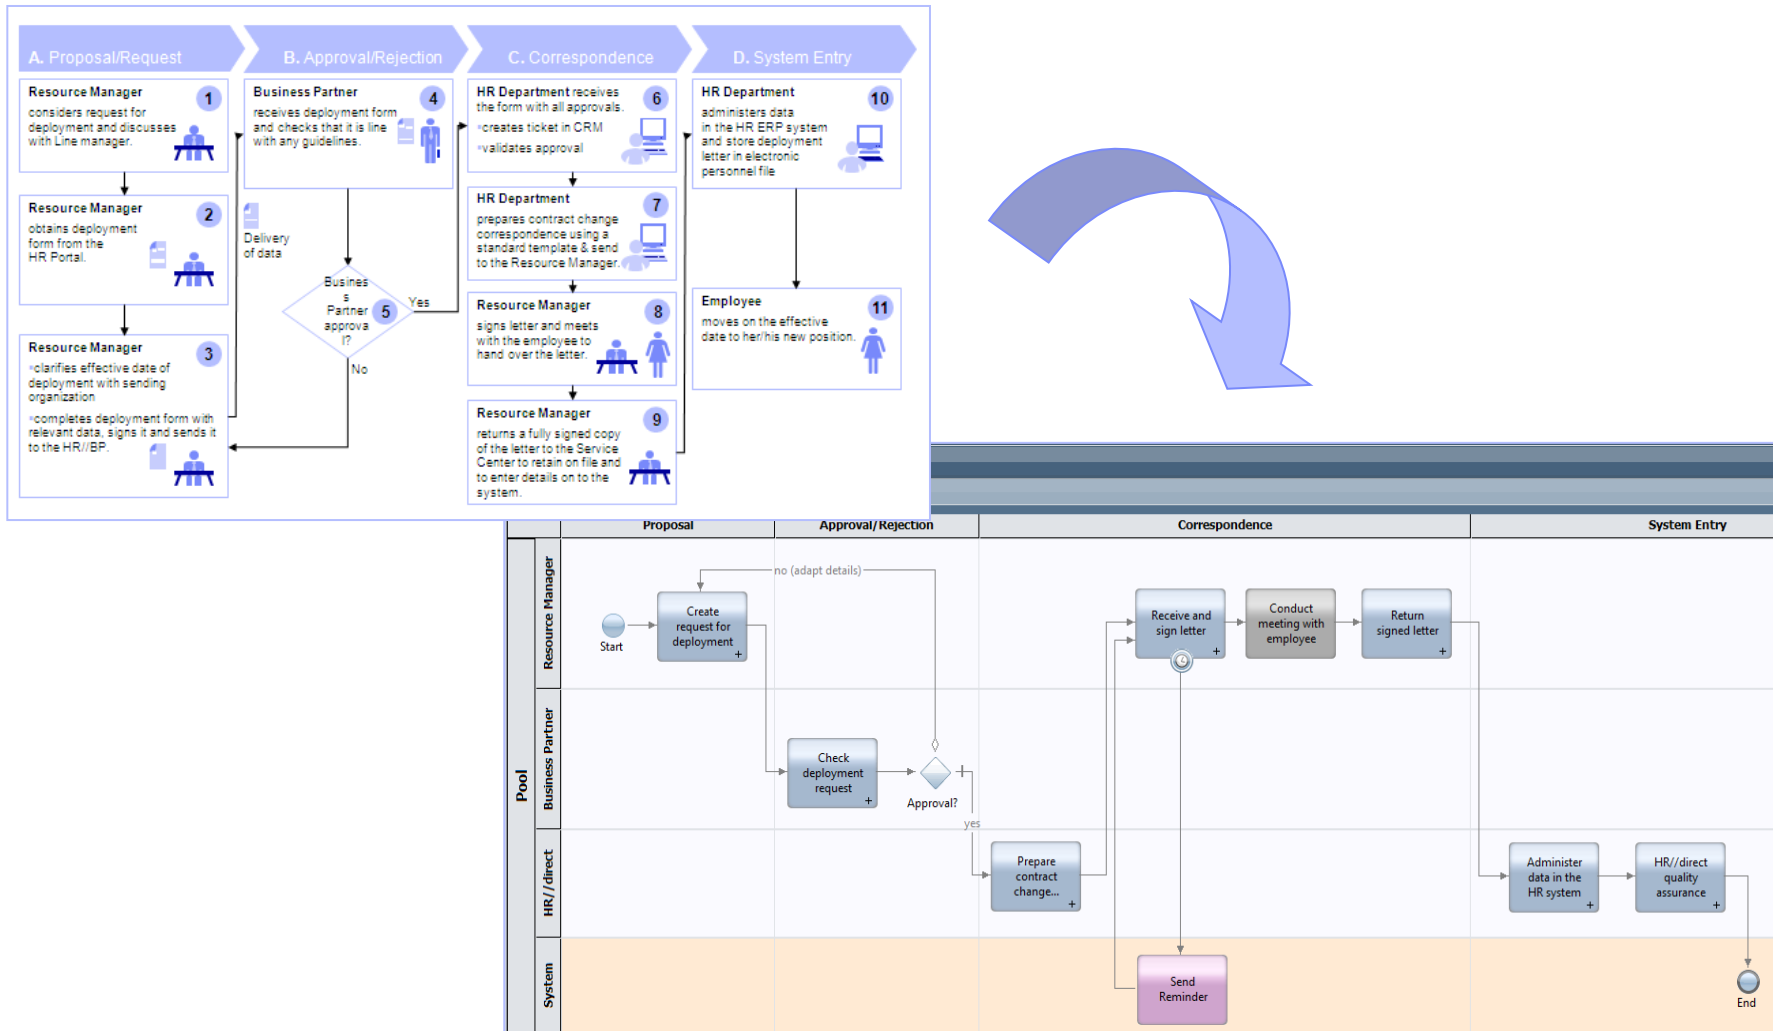 A. Proposal/Request
B. Approval/Rejection
C. Correspondence
D. System Entry
Resource Manager
1
considers request for
deployment and discusses
with Line manager.
Resource Manager
2
obtains deployment
form from the
HR Portal.
Resource Manager
3
clarifies effective date of
deployment with sending
organization
completes deployment form with
relevant data, signs it and sends it
to the HR//BP.
Business Partner
4
receives deployment form
and checks that it is line
with any guidelines.
Delivery
of data
Busines
s
Partner
approva
l?
5
Yes
No
HR Department receives
the form with all approvals.
6
creates ticket in CRM
validates approval
HR Department
7
prepares contract change
correspondence using a
standard template & send
to the Resource Manager.
Resource Manager
8
signs letter and meets
with the employee to
hand over the letter.
Resource Manager
9
returns a fully signed copy
of the letter to the Service
Center to retain on file and
to enter details on to the
system.
HR Department
10
administers data
in the HR ERP system
and store deployment
letter in electronic
personnel file
Employee
11
moves on the effective
date to her/his new position.
Proposal
Approval/Rejection
Correspondence
System Entry
Pool
Resource Manager
Start
Create
request for
deployment
no (adapt details)
Receive and
sign letter
Conduct
meeting with
employee
Return
signed letter
Business Partner
Check
deployment
request
Approval?
yes
HR//direct
Prepare
contract
change...
Administer
data in the
HR system
HR//direct
quality
assurance
System
Send
Reminder
End